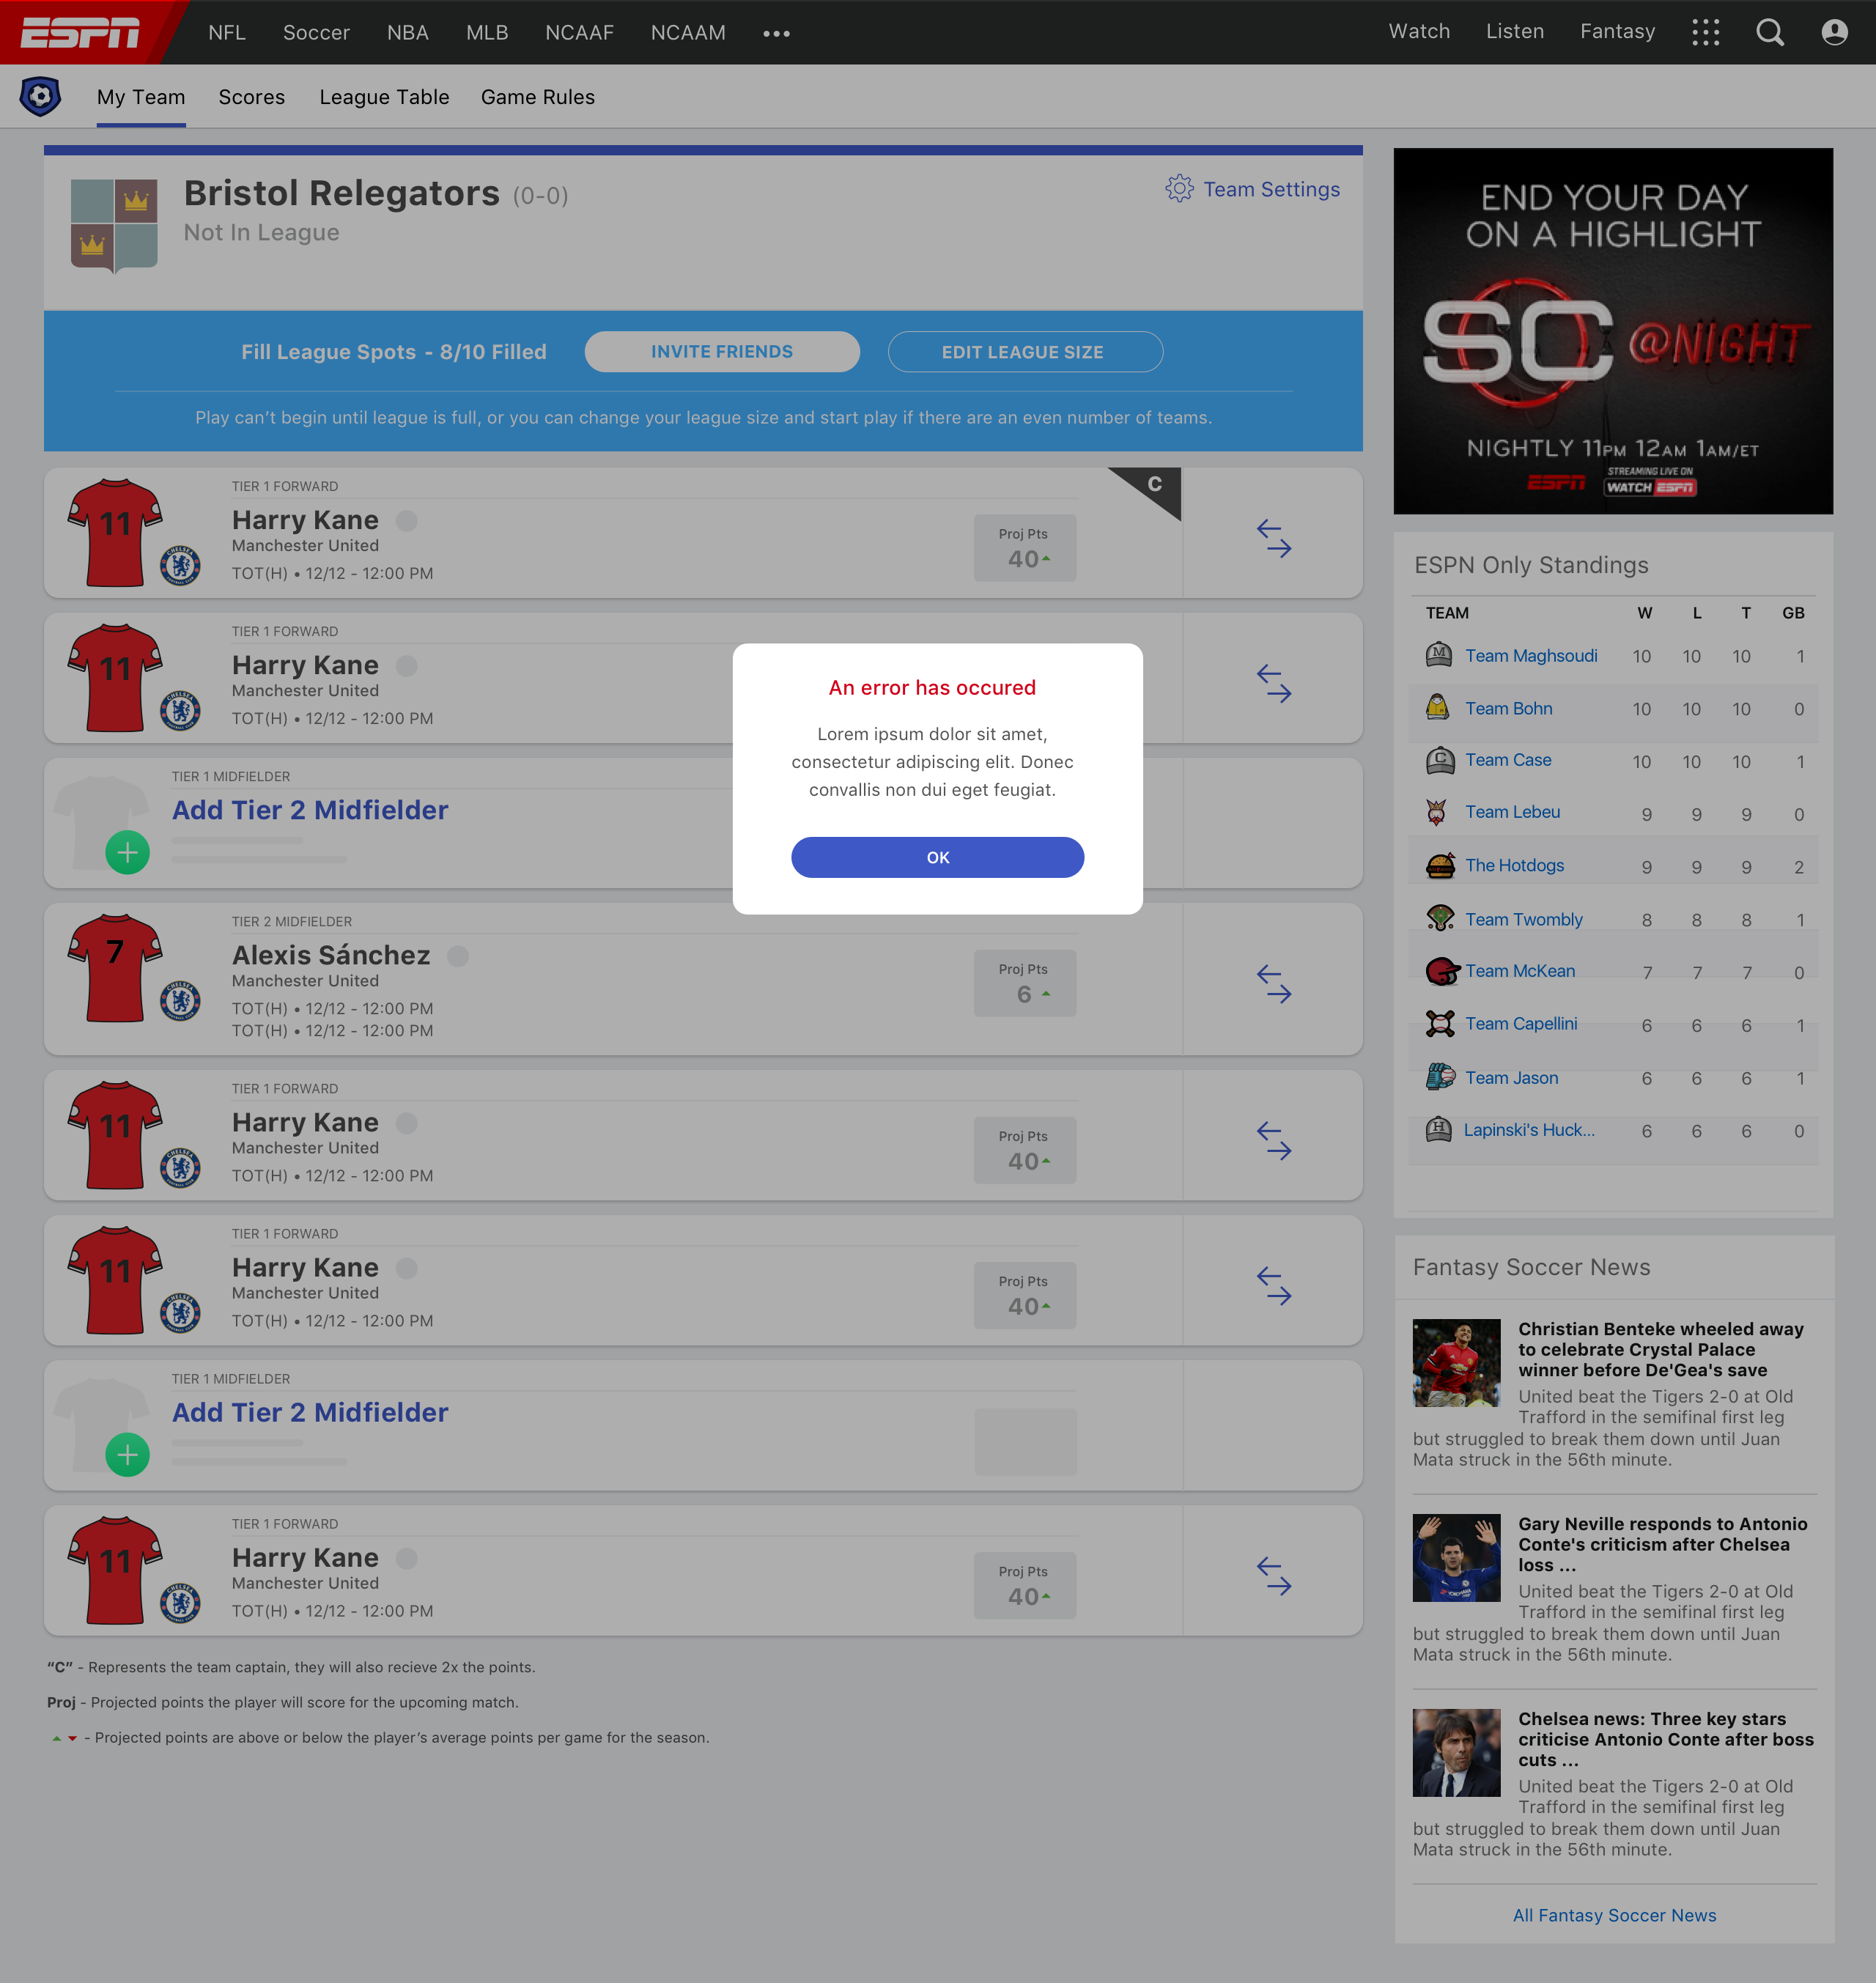 ESPN NFL Soccer NBA MLB NCAAF NCAAM ••• Watch Listen Fantasy
My Team Scores League Table Game Rules
Bristol Relegators (0-0)
Not In League
Team Settings
Fill League Spots - 8/10 Filled INVITE FRIENDS EDIT LEAGUE SIZE
Play can’t begin until league is full, or you can change your league size and start play if there are an even number of teams.
TIER 1 FORWARD
C
11
Harry Kane
Manchester United
TOT(H) • 12/12 - 12:00 PM
Proj Pts
40
CHELSEA
TIER 1 FORWARD
11
Harry Kane
Manchester United
TOT(H) • 12/12 - 12:00 PM
CHELSEA
TIER 1 MIDFIELDER
Add Tier 2 Midfielder
An error has occured
Lorem ipsum dolor sit amet,
consectetur adipiscing elit. Donec
convallis non dui eget feugiat.
OK
TIER 2 MIDFIELDER
7
Alexis Sánchez
Manchester United
TOT(H) • 12/12 - 12:00 PM
TOT(H) • 12/12 - 12:00 PM
Proj Pts
6
CHELSEA
TIER 1 FORWARD
11
Harry Kane
Manchester United
TOT(H) • 12/12 - 12:00 PM
Proj Pts
40
CHELSEA
TIER 1 FORWARD
11
Harry Kane
Manchester United
TOT(H) • 12/12 - 12:00 PM
Proj Pts
40
CHELSEA
TIER 1 MIDFIELDER
Add Tier 2 Midfielder
TIER 1 FORWARD
11
Harry Kane
Manchester United
TOT(H) • 12/12 - 12:00 PM
Proj Pts
40
CHELSEA
“C” - Represents the team captain, they will also recieve 2x the points.
Proj - Projected points the player will score for the upcoming match.
- Projected points are above or below the player’s average points per game for the season.
END YOUR DAY
ON A HIGHLIGHT
SC @NIGHT
NIGHTLY 11PM 12AM 1AM/ET
ESPN
STREAMING LIVE ON
WATCH ESPN
ESPN Only Standings
TEAM W L T GB
M Team Maghsoudi 10 10 10 1
Team Bohn 10 10 10 0
C Team Case 10 10 10 1
Team Lebeu 9 9 9 0
The Hotdogs 9 9 9 2
Team Twombly 8 8 8 1
Team McKean 7 7 7 0
Team Capellini 6 6 6 1
Team Jason 6 6 6 1
H Lapinski's Huck... 6 6 6 0
Fantasy Soccer News
Christian Benteke wheeled away
to celebrate Crystal Palace
winner before De'Gea's save
United beat the Tigers 2-0 at Old
Trafford in the semifinal first leg
but struggled to break them down until Juan
Mata struck in the 56th minute.
Gary Neville responds to Antonio
Conte's criticism after Chelsea
loss ...
United beat the Tigers 2-0 at Old
Trafford in the semifinal first leg
but struggled to break them down until Juan
Mata struck in the 56th minute.
Chelsea news: Three key stars
criticise Antonio Conte after boss
cuts ...
United beat the Tigers 2-0 at Old
Trafford in the semifinal first leg
but struggled to break them down until Juan
Mata struck in the 56th minute.
All Fantasy Soccer News